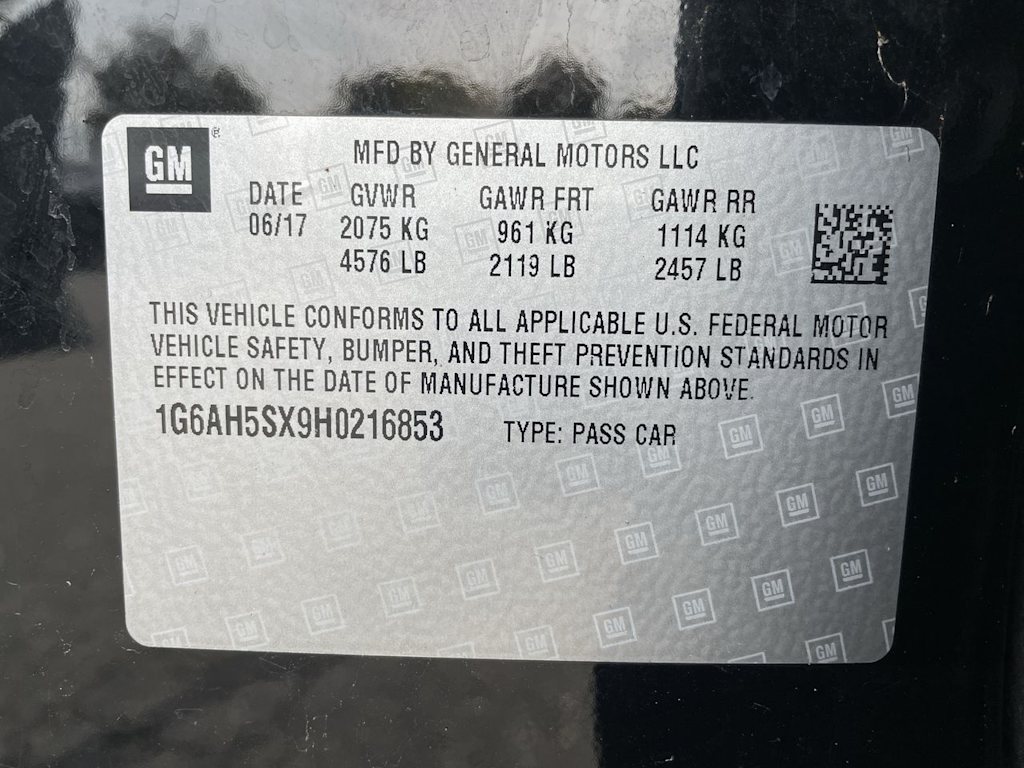 GM ®
MFD BY GENERAL MOTORS LLC
DATE GVWR GAWR FRT GAWR RR
06/17 2075 KG 961 KG 1114 KG
4576 LB 2119 LB 2457 LB
THIS VEHICLE CONFORMS TO ALL APPLICABLE U.S. FEDERAL MOTOR
VEHICLE SAFETY, BUMPER, AND THEFT PREVENTION STANDARDS IN
EFFECT ON THE DATE OF MANUFACTURE SHOWN ABOVE.
1G6AH5SX9H0216853 TYPE: PASS CAR